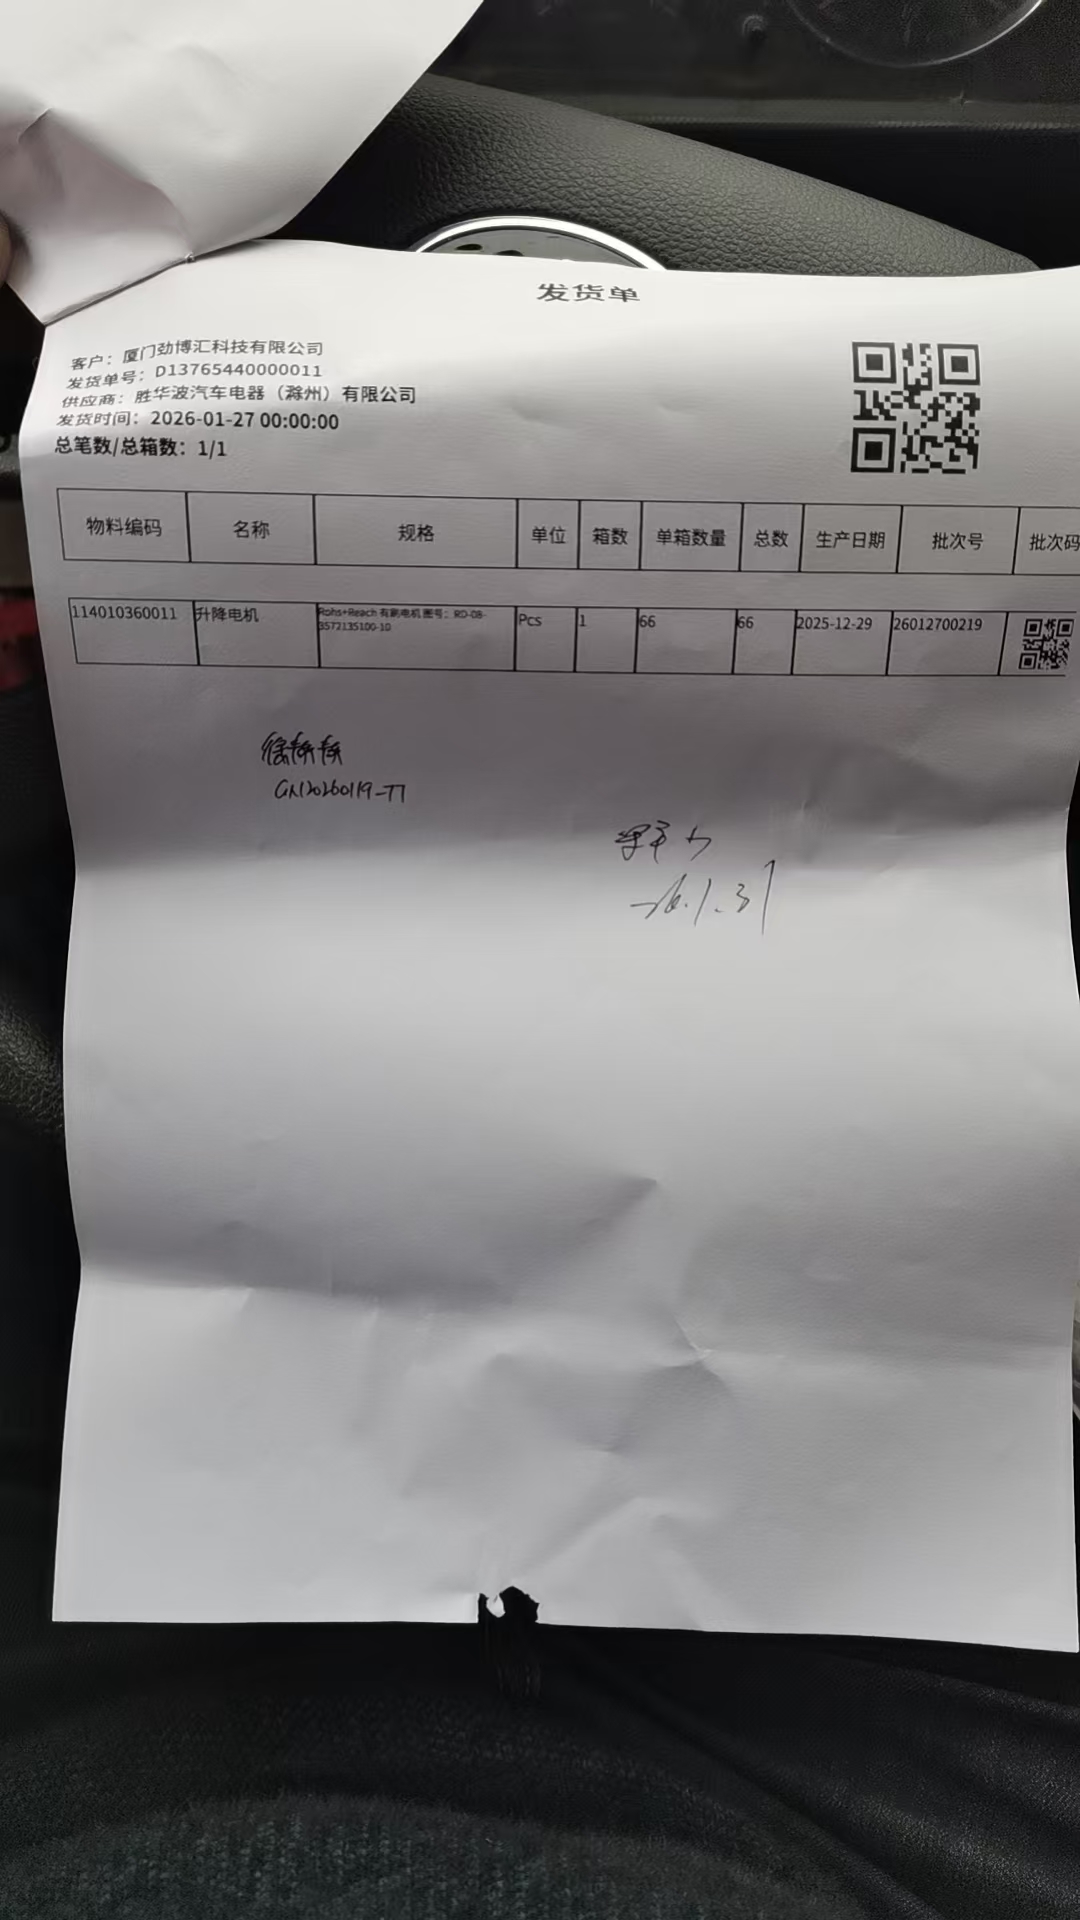 发货单
客户：厦门劲博汇科技有限公司
发货单号：D13765440000011
供应商：胜华波汽车电器（滁州）有限公司
发货时间：2026-01-27 00:00:00
总笔数/总箱数：1/1
物料编码 名称 规格 单位 箱数 单箱数量 总数 生产日期 批次号 批次码
114010360011 升降电机 Rohs+Reach 有刷电机 图号：RD-08- Pcs 1 66 66 2025-12-29 26012700219
3572135100-10
26.1.31